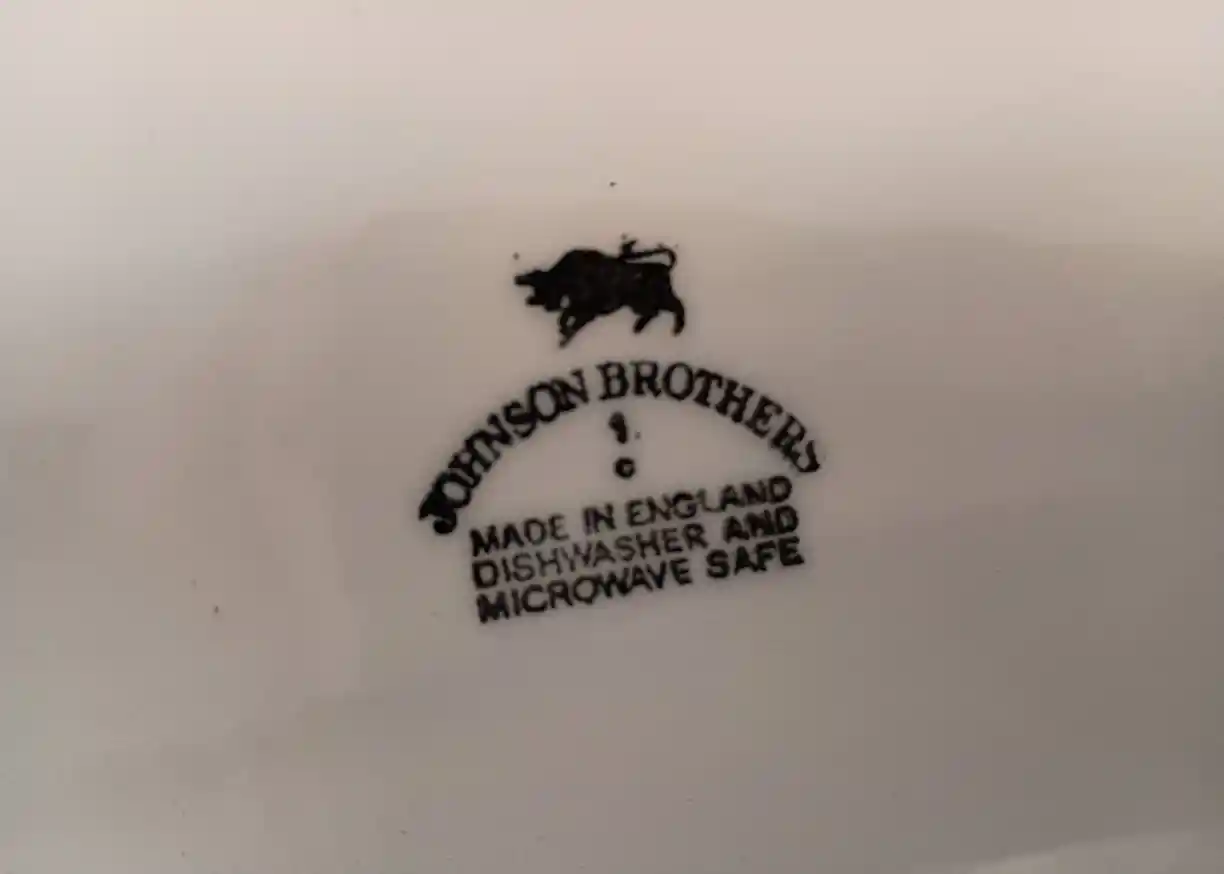 JOHNSON BROTHERS
c
MADE IN ENGLAND
DISHWASHER AND
MICROWAVE SAFE